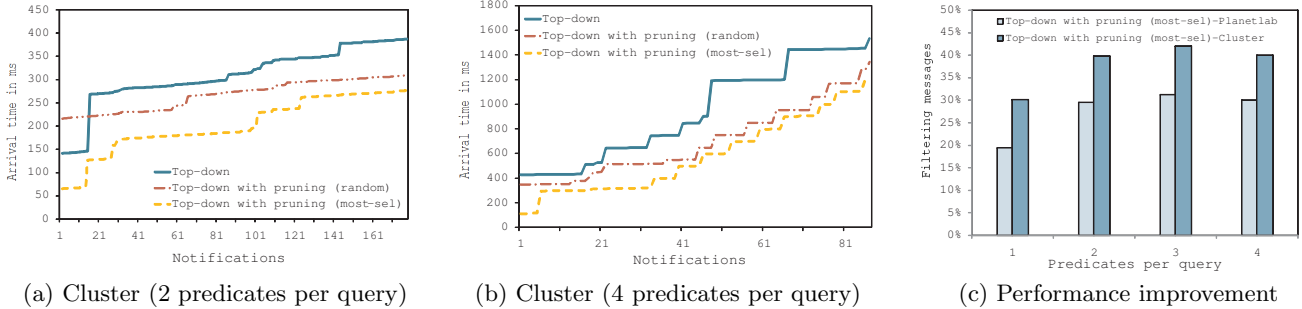 450
400
350
300
250
200
150
100
50
0
Arrival time in ms
Top-down
Top-down with pruning (random)
Top-down with pruning (most-sel)
1 21 41 61 81 101 121 141 161
Notifications
(a) Cluster (2 predicates per query)
1800
1600
1400
1200
1000
800
600
400
200
0
Arrival time in ms
Top-down
Top-down with pruning (random)
Top-down with pruning (most-sel)
1 21 41 61 81
Notifications
(b) Cluster (4 predicates per query)
50%
45%
40%
35%
30%
25%
20%
15%
10%
5%
0%
Filtering messages
Top-down with pruning (most-sel)-Planetlab
Top-down with pruning (most-sel)-Cluster
1 2 3 4
Predicates per query
(c) Performance improvement